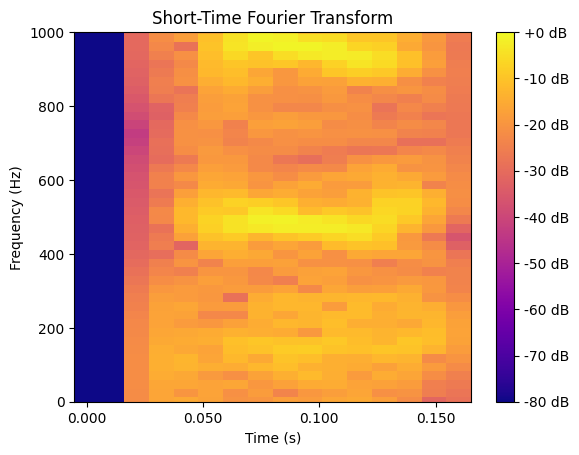 Short-Time Fourier Transform
1000
800
600
400
200
0
Frequency (Hz)
0.000
0.050
0.100
0.150
Time (s)
+0 dB
-10 dB
-20 dB
-30 dB
-40 dB
-50 dB
-60 dB
-70 dB
-80 dB